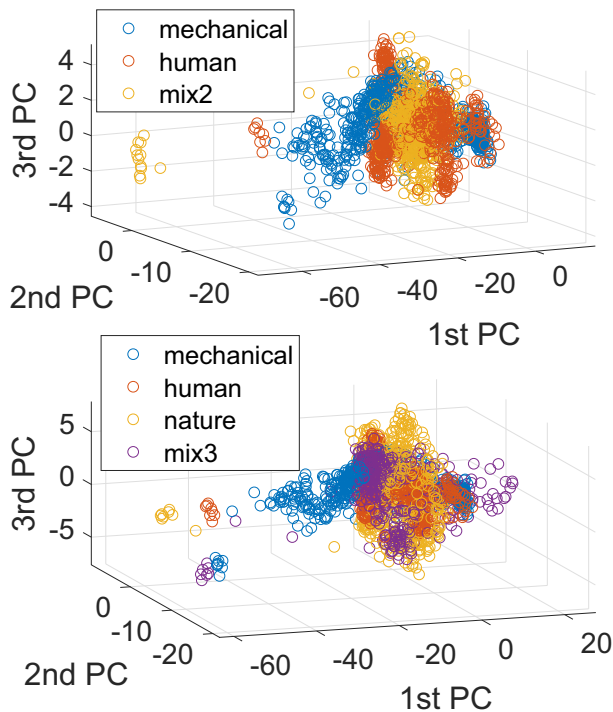 mechanical
human
mix2
3rd PC
4
2
0
-2
-4
0
-10
-20
2nd PC
-60
-40
-20
0
1st PC
mechanical
human
nature
mix3
3rd PC
5
0
-5
0
-10
-20
2nd PC
-60
-40
-20
0
20
1st PC